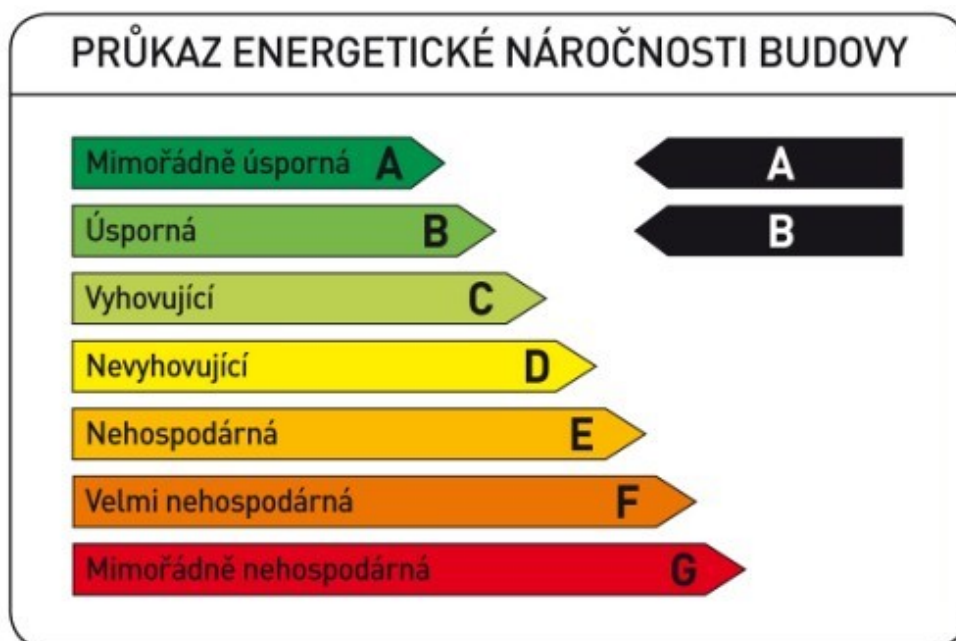 PRŮKAZ ENERGETICKÉ NÁROČNOSTI BUDOVY
Mimořádně úsporná A A
Úsporná B B
Vyhovující C
Nevyhovující D
Nehospodárná E
Velmi nehospodárná F
Mimořádně nehospodárná G